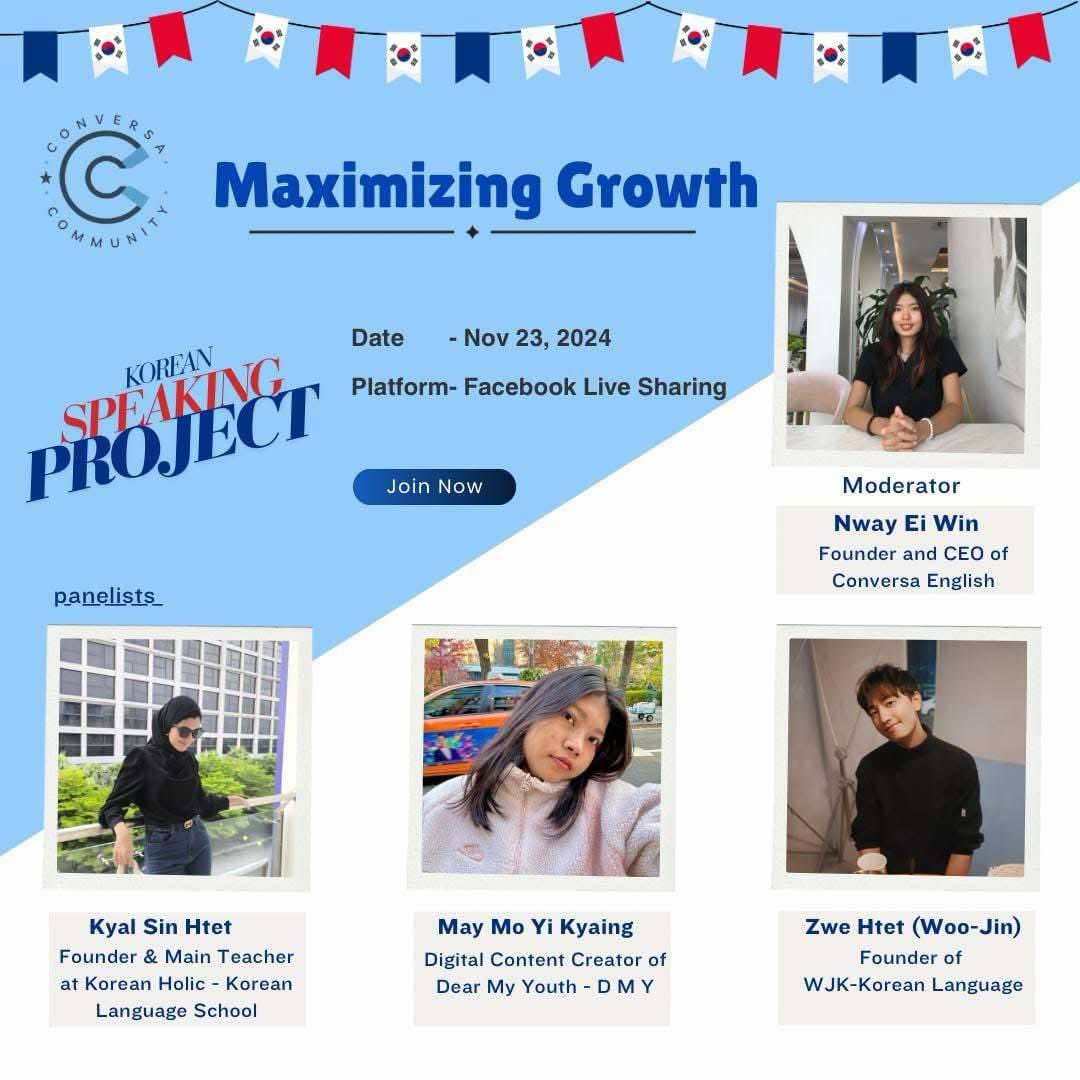 CONVERSA
COMMUNITY
Maximizing Growth
Date - Nov 23, 2024
Platform- Facebook Live Sharing
KOREAN
SPEAKING
PROJECT
Join Now
Moderator
Nway Ei Win
Founder and CEO of
Conversa English
panelists
Kyal Sin Htet
Founder & Main Teacher
at Korean Holic - Korean
Language School
May Mo Yi Kyaing
Digital Content Creator of
Dear My Youth - D M Y
Zwe Htet (Woo-Jin)
Founder of
WJK-Korean Language